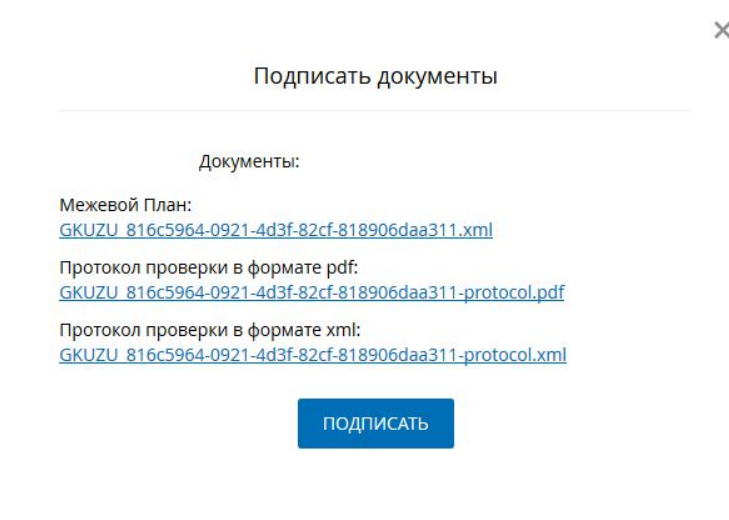 Подписать документы
Документы:
Межевой План:
GKUZU_816c5964-0921-4d3f-82cf-818906daa311.xml
Протокол проверки в формате pdf:
GKUZU_816c5964-0921-4d3f-82cf-818906daa311-protocol.pdf
Протокол проверки в формате xml:
GKUZU_816c5964-0921-4d3f-82cf-818906daa311-protocol.xml
ПОДПИСАТЬ